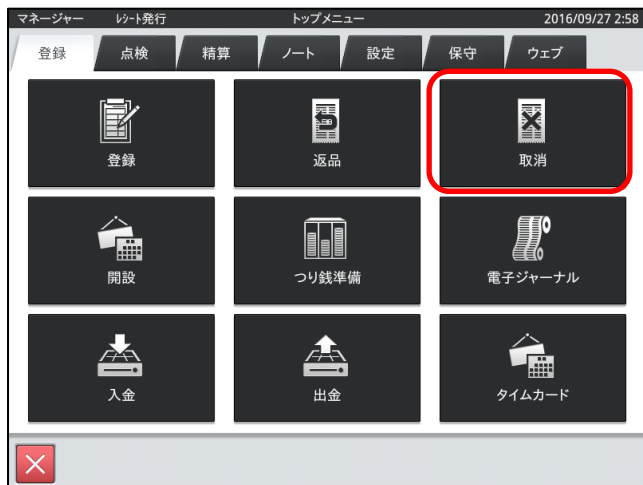 マネージャー ﾚｼｰﾄ発行 トップメニュー 2016/09/27 2:58
登録 点検 精算 ノート 設定 保守 ウェブ
登録 返品 取消
開設 つり銭準備 電子ジャーナル
入金 出金 タイムカード